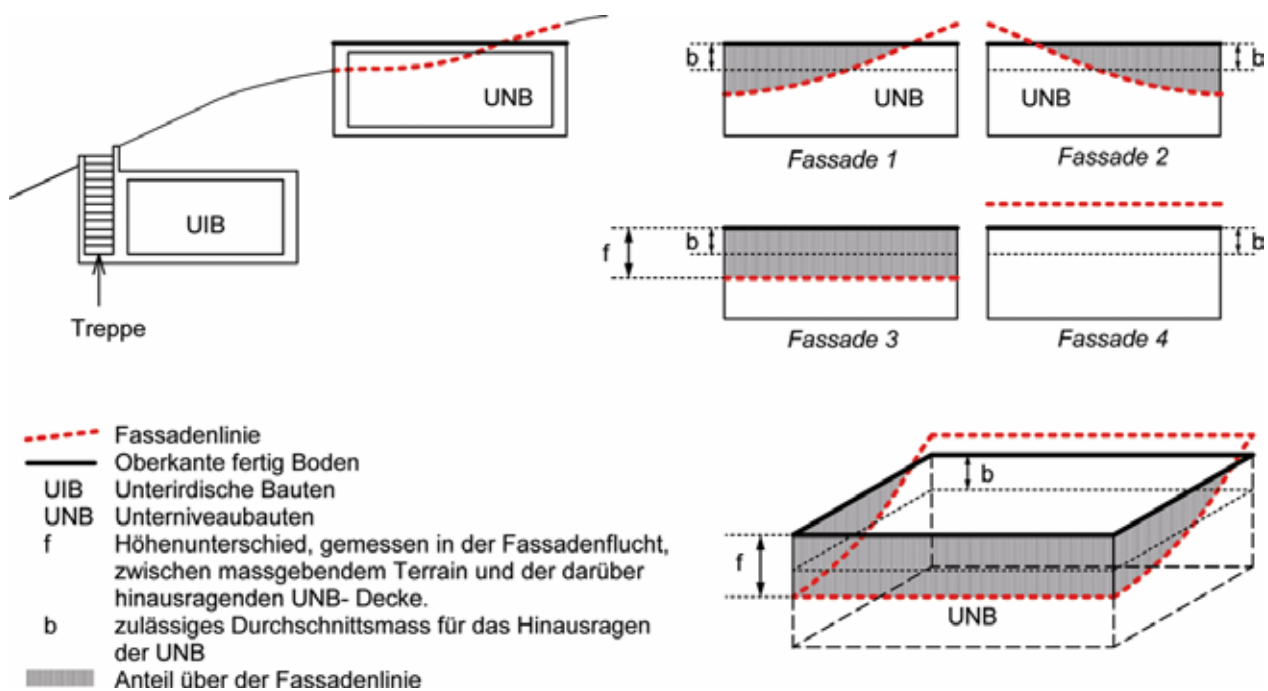 UNB
UIB
Treppe
b
UNB
Fassade 1
UNB
b
Fassade 2
f
b
Fassade 3
b
Fassade 4
Fassadenlinie
Oberkante fertig Boden
UIB Unterirdische Bauten
UNB Unterniveaubauten
f Höhenunterschied, gemessen in der Fassadenflucht,
zwischen massgebendem Terrain und der darüber
hinausragenden UNB- Decke.
b zulässiges Durchschnittsmass für das Hinausragen
der UNB
Anteil über der Fassadenlinie
b
f
UNB